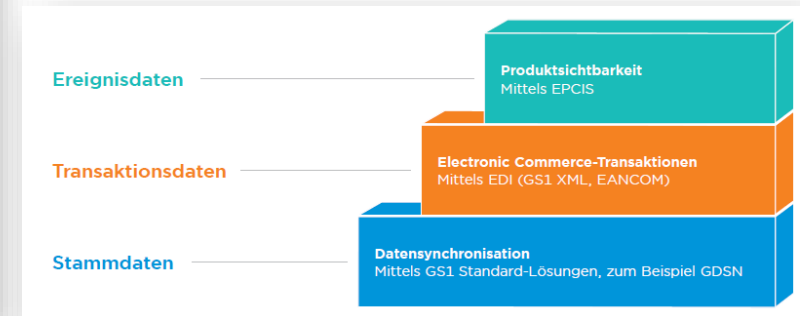 Ereignisdaten
Produktsichtbarkeit
Mittels EPCIS
Transaktionsdaten
Electronic Commerce-Transaktionen
Mittels EDI (GS1 XML, EANCOM)
Stammdaten
Datensynchronisation
Mittels GS1 Standard-Lösungen, zum Beispiel GDSN